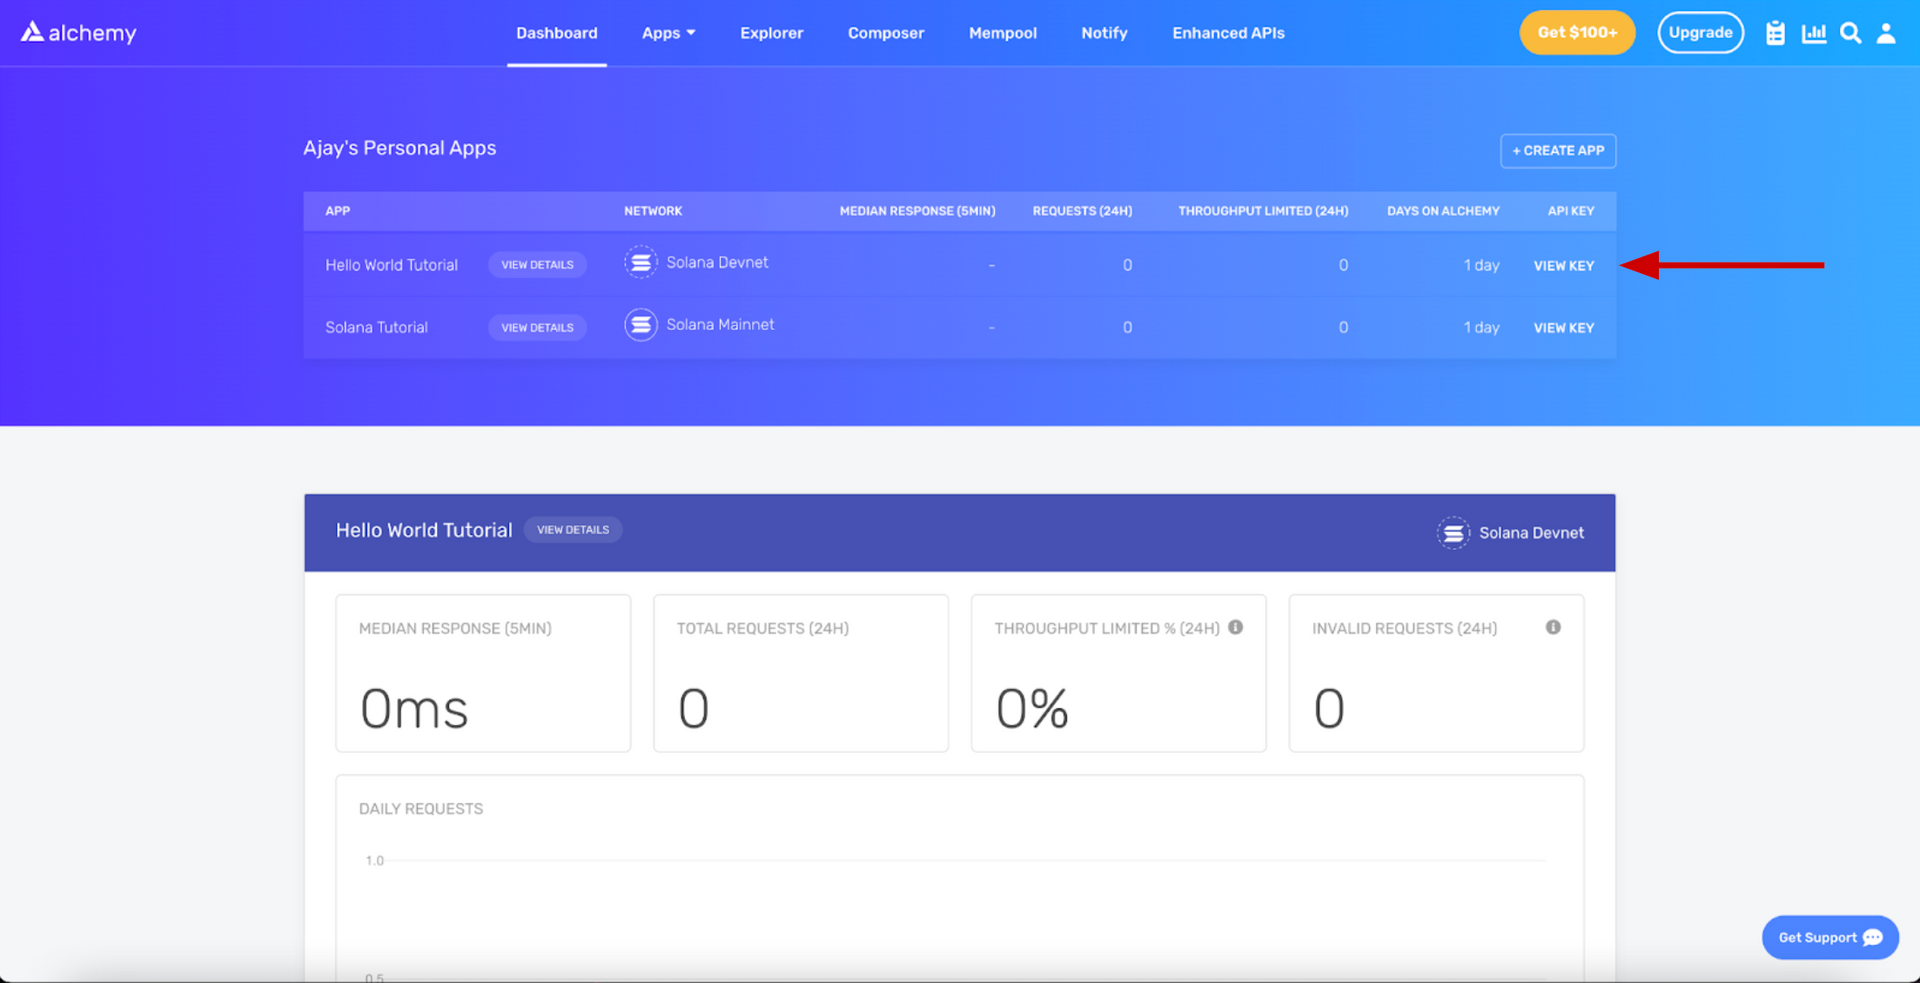 alchemy Dashboard Apps Explorer Composer Mempool Notify Enhanced APIs Get $100+ Upgrade
Ajay's Personal Apps + CREATE APP
APP NETWORK MEDIAN RESPONSE (5MIN) REQUESTS (24H) THROUGHPUT LIMITED (24H) DAYS ON ALCHEMY API KEY
Hello World Tutorial VIEW DETAILS Solana Devnet - 0 0 1 day VIEW KEY
Solana Tutorial VIEW DETAILS Solana Mainnet - 0 0 1 day VIEW KEY
Hello World Tutorial VIEW DETAILS Solana Devnet
MEDIAN RESPONSE (5MIN) TOTAL REQUESTS (24H) THROUGHPUT LIMITED % (24H) INVALID REQUESTS (24H)
0ms 0 0% 0
DAILY REQUESTS
1.0
Get Support
0.5